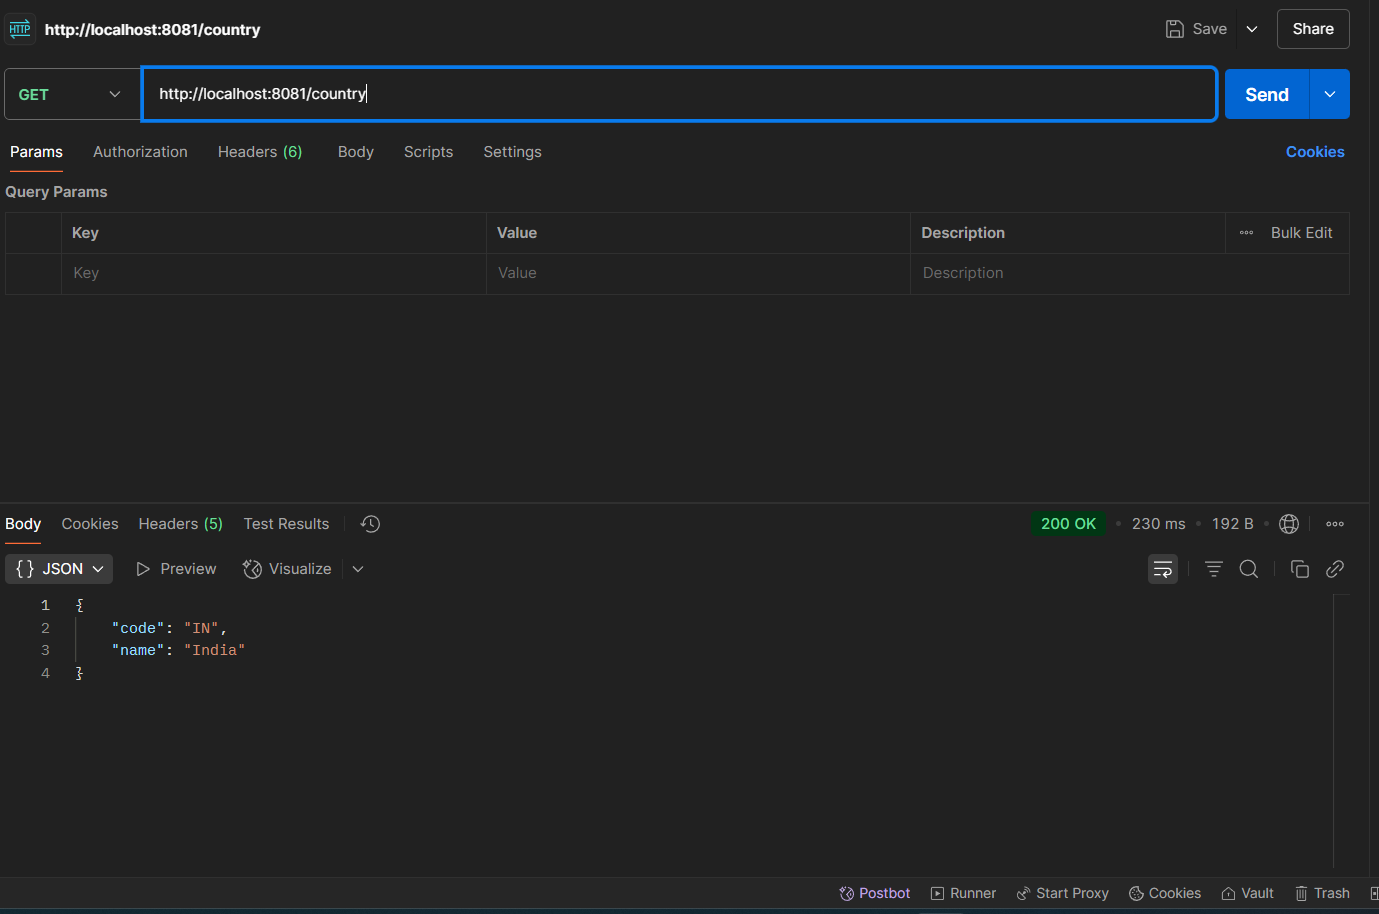 HTTP http://localhost:8081/country Save Share
GET http://localhost:8081/country Send
Params Authorization Headers (6) Body Scripts Settings Cookies
Query Params
Key Value Description Bulk Edit
Key Value Description
Body Cookies Headers (5) Test Results 200 OK • 230 ms • 192 B •
{} JSON Preview Visualize
1 {
2 "code": "IN",
3 "name": "India"
4 }
Postbot Runner Start Proxy Cookies Vault Trash